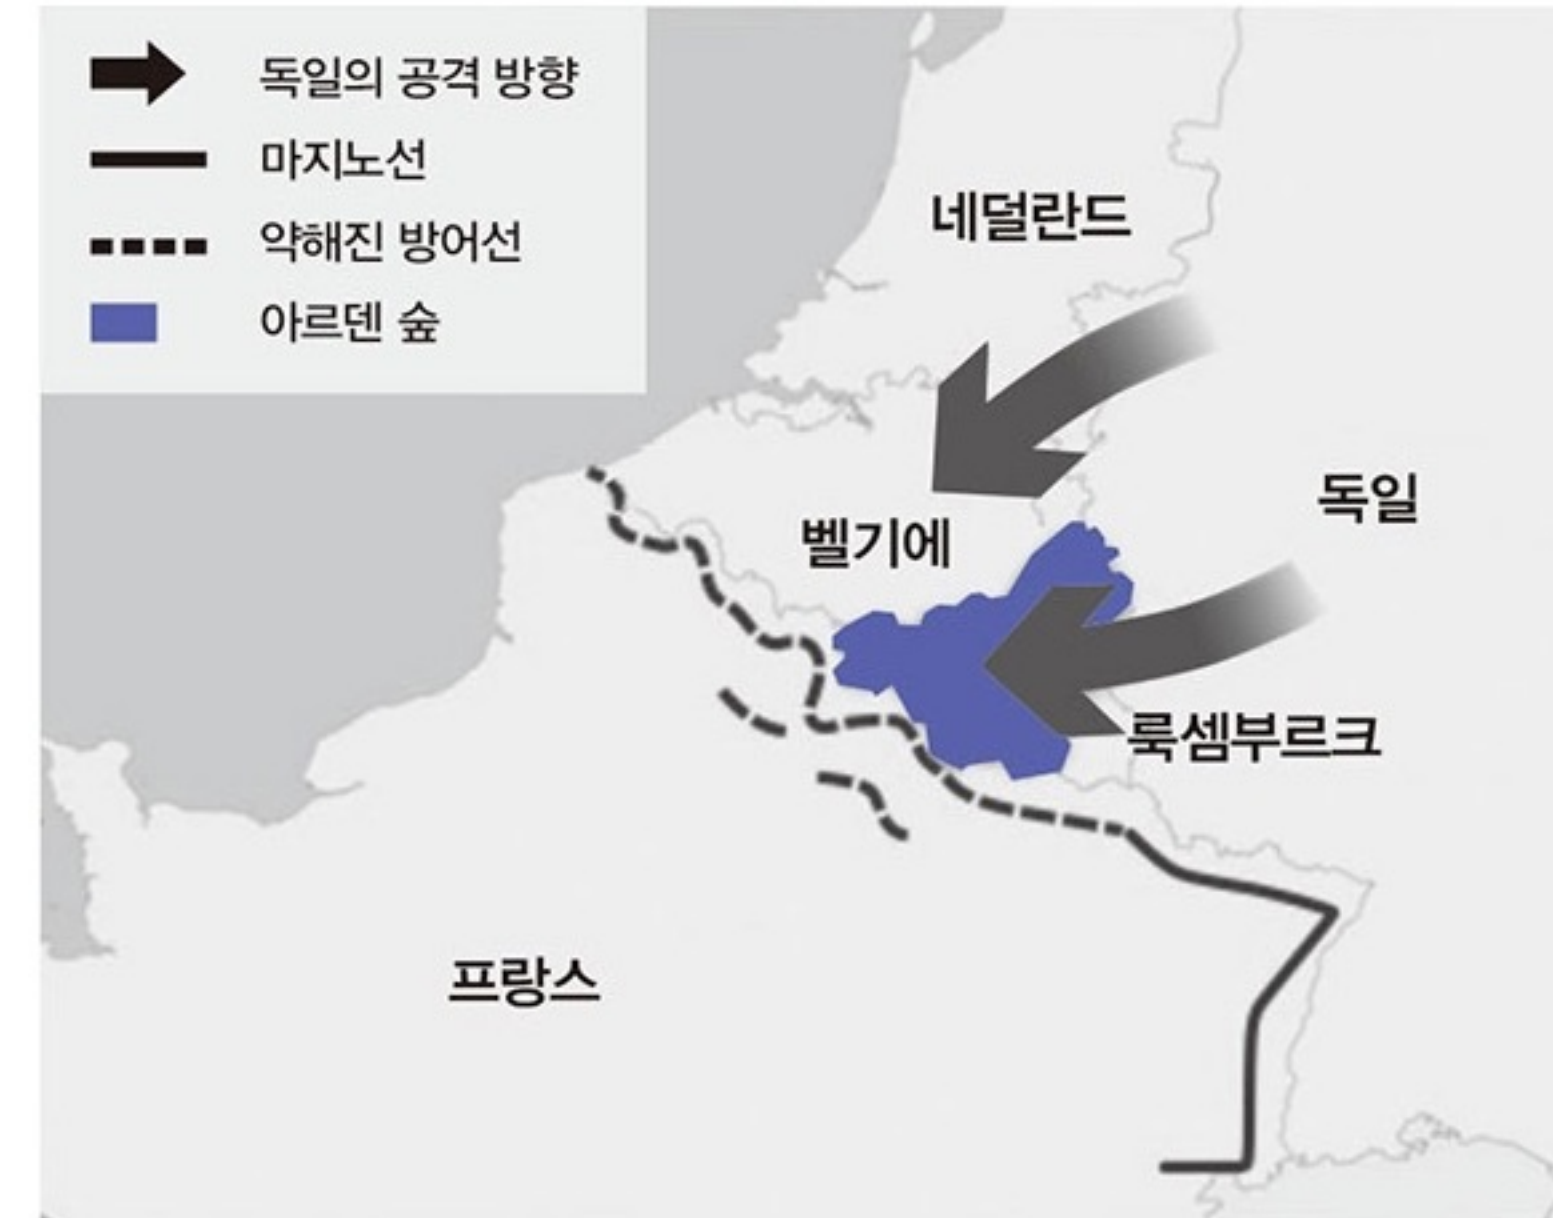 독일의 공격 방향
마지노선
약해진 방어선
아르덴 숲
네덜란드
독일
벨기에
룩셈부르크
프랑스